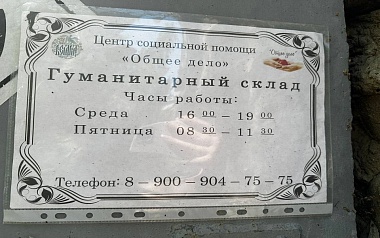 Центр социальной помощи
«Общее дело»
Гуманитарный склад
Часы работы:
Среда 16 00 – 19 00
Пятница 08 30 – 11 30
Телефон: 8 – 900 – 904 – 75 – 75